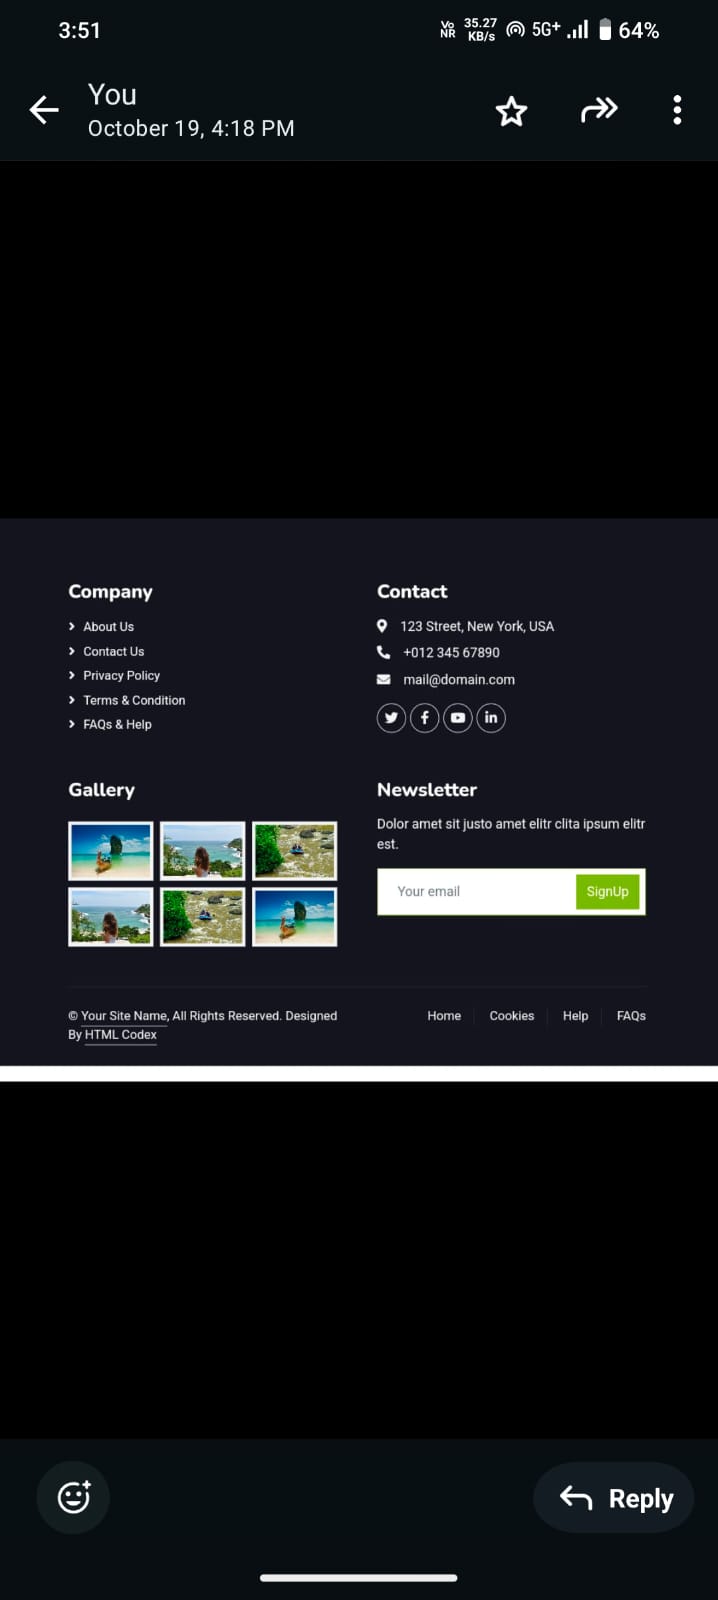 3:51
Vo NR 35.27 KB/s 5G+ 64%
You
October 19, 4:18 PM
Company
About Us
Contact Us
Privacy Policy
Terms & Condition
FAQs & Help
Contact
123 Street, New York, USA
+012 345 67890
mail@domain.com
Gallery
Newsletter
Dolor amet sit justo amet elitr clita ipsum elitr
est.
Your email SignUp
© Your Site Name, All Rights Reserved. Designed
By HTML Codex
Home Cookies Help FAQs
Reply